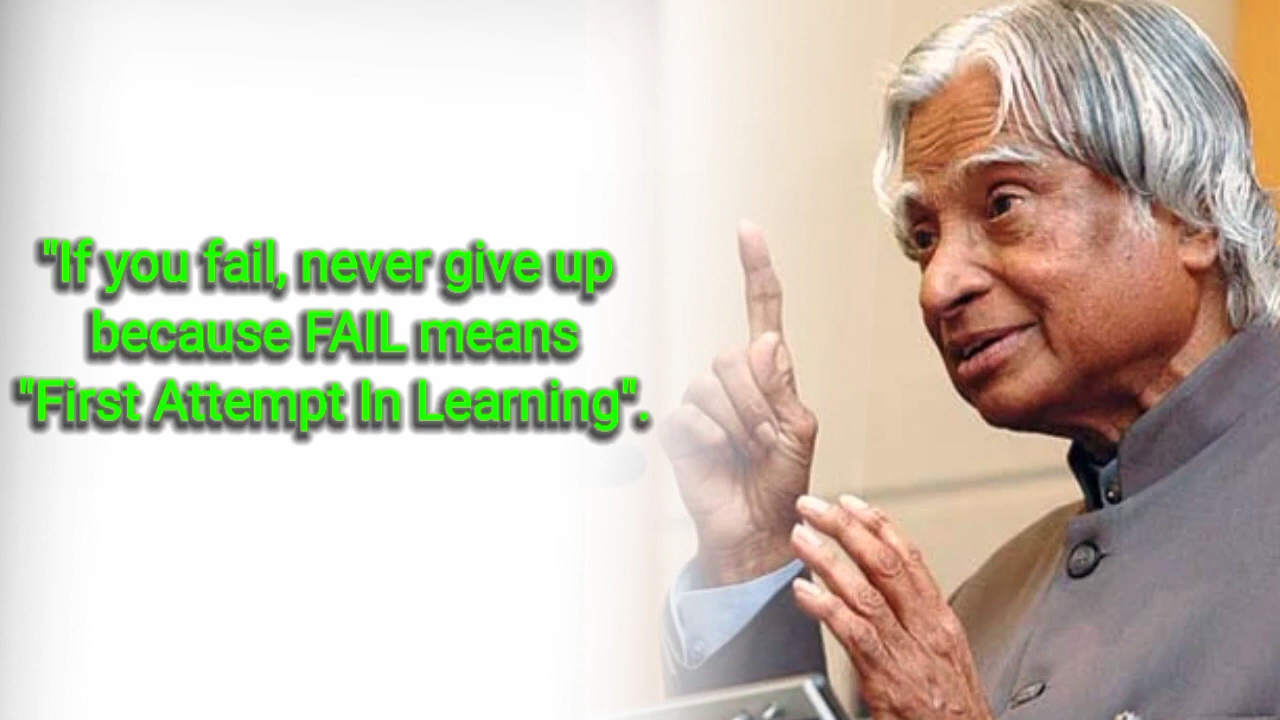 "If you fail, never give up
because FAIL means
"First Attempt In Learning".